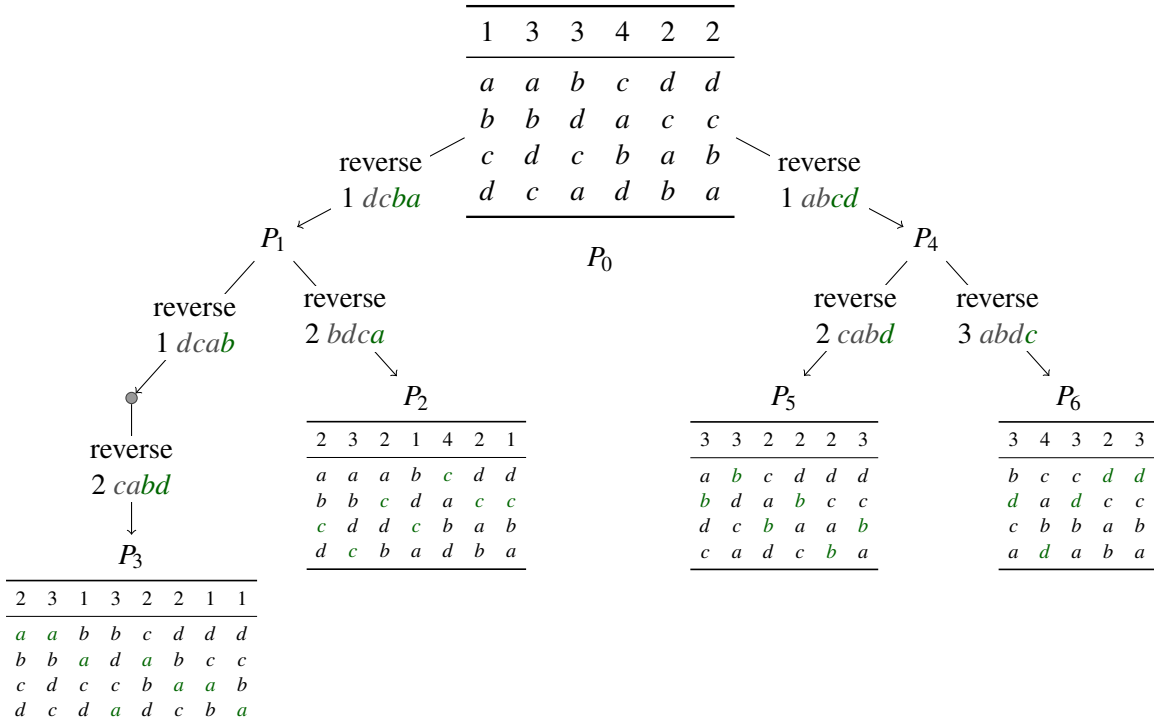 1 3 3 4 2 2
a a b c d d
b b d a c c
c d c b a b
d c a d b a
P0
reverse
1 dcba
reverse
1 abcd
P1
P4
reverse
1 dcab
reverse
2 bdca
reverse
2 cabd
reverse
3 abdc
reverse
2 cabd
P2
2 3 2 1 4 2 1
a a a b c d d
b b c d a c c
c d d c b a b
d c b a d b a
P5
3 3 2 2 2 3
a b c d d d
b d a b c c
d c b a a b
c a d c b a
P6
3 4 3 2 3
b c c d d
d a d c c
c b b a b
a d a b a
P3
2 3 1 3 2 2 1 1
a a b b c d d d
b b a d a b c c
c d c c b a a b
d c d a d c b a